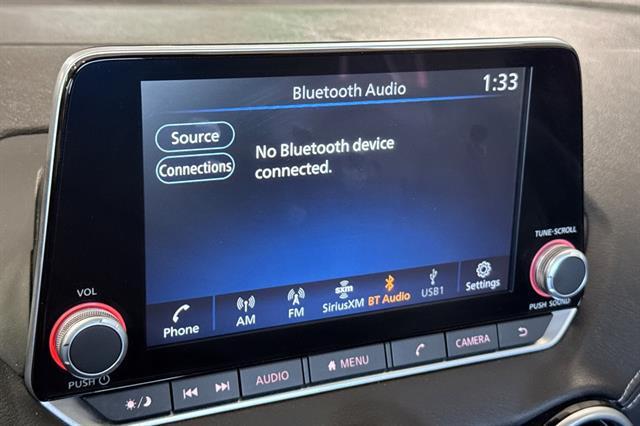 Bluetooth Audio
1:33
Source
Connections
No Bluetooth device
connected.
TUNE·SCROLL
PUSH SOUND
VOL
PUSH
Phone
AM
FM
sxm
SiriusXM
BT Audio
USB1
Settings
AUDIO
MENU
CAMERA